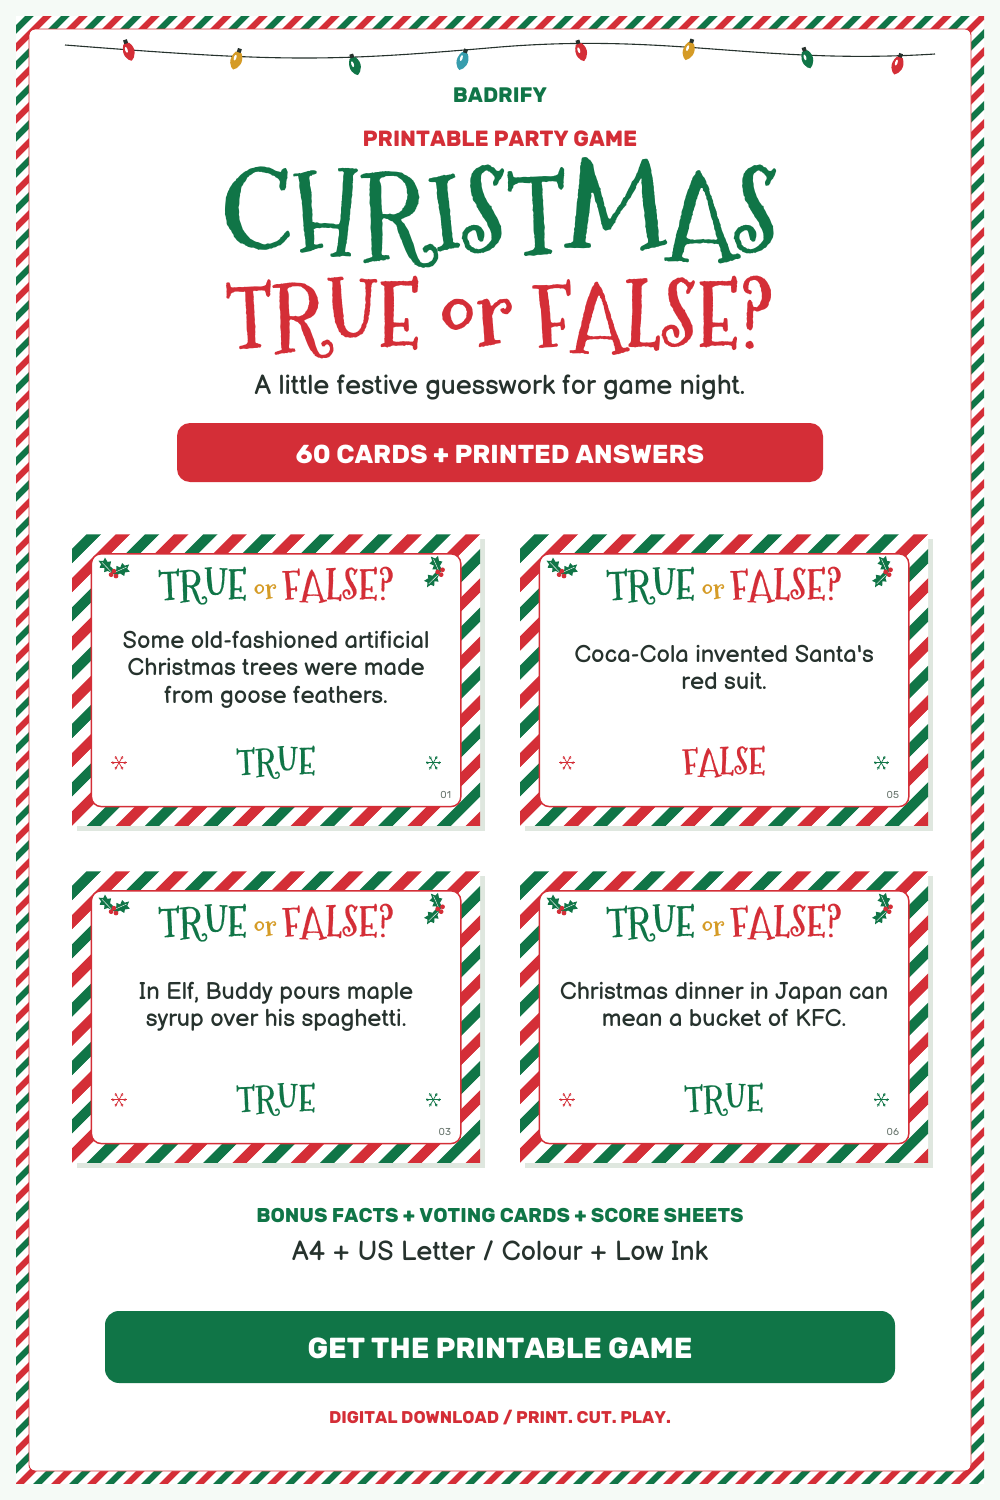 BADRIFY
PRINTABLE PARTY GAME
CHRISTMAS
TRUE or FALSE?
A little festive guesswork for game night.
60 CARDS + PRINTED ANSWERS
TRUE or FALSE?
Some old-fashioned artificial
Christmas trees were made
from goose feathers.
TRUE
01
TRUE or FALSE?
Coca-Cola invented Santa's
red suit.
FALSE
05
TRUE or FALSE?
In Elf, Buddy pours maple
syrup over his spaghetti.
TRUE
03
TRUE or FALSE?
Christmas dinner in Japan can
mean a bucket of KFC.
TRUE
06
BONUS FACTS + VOTING CARDS + SCORE SHEETS
A4 + US Letter / Colour + Low Ink
GET THE PRINTABLE GAME
DIGITAL DOWNLOAD / PRINT. CUT. PLAY.